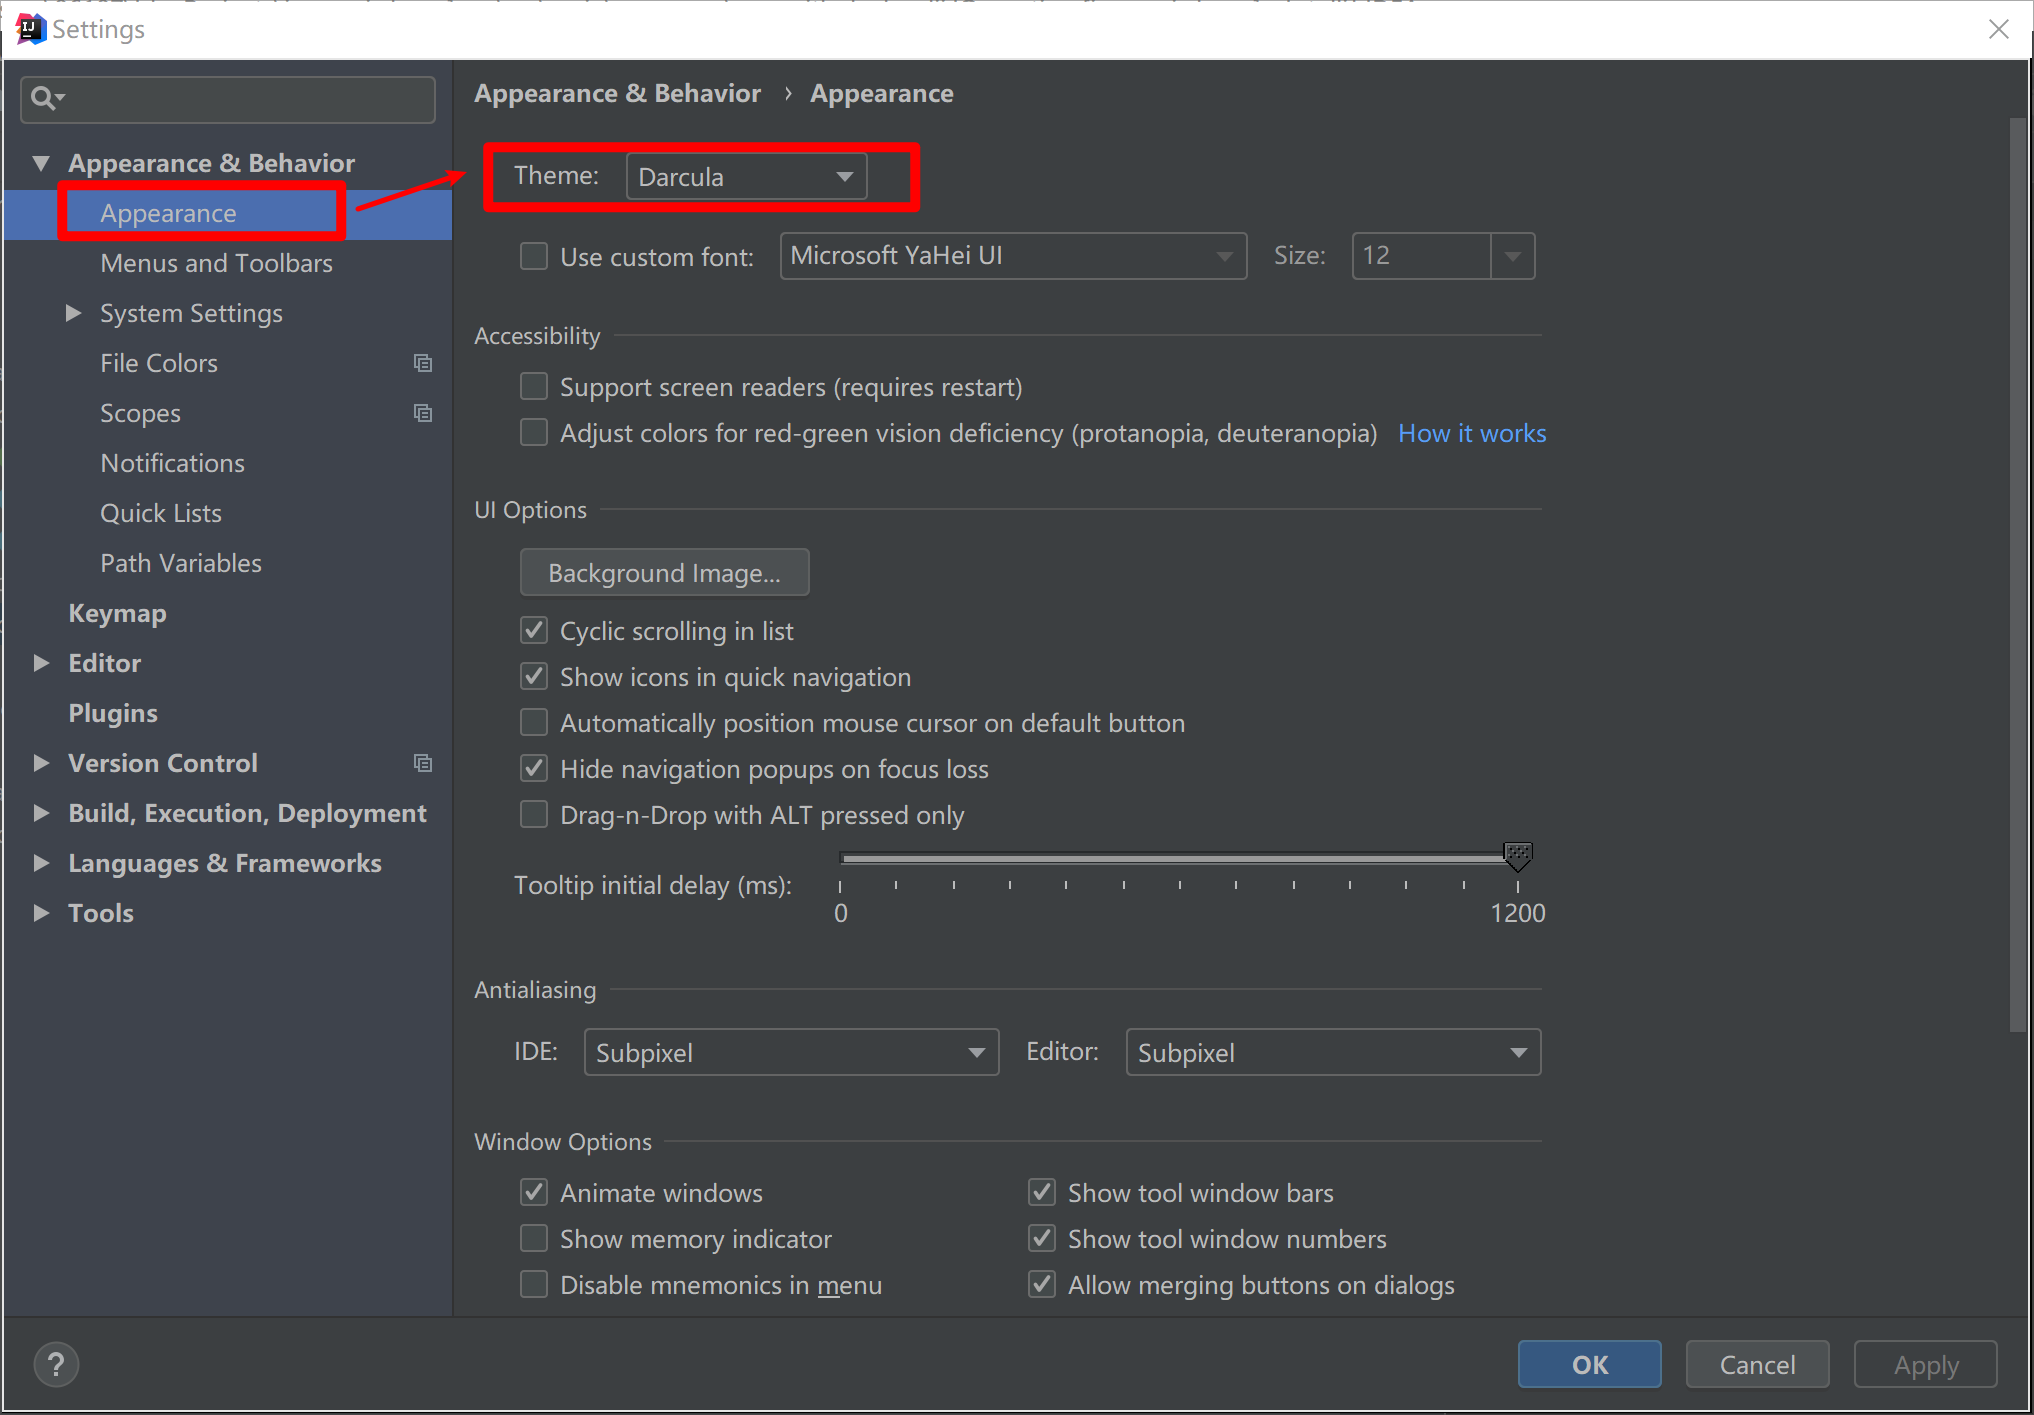 Settings
Appearance & Behavior
Appearance
Menus and Toolbars
System Settings
File Colors
Scopes
Notifications
Quick Lists
Path Variables
Keymap
Editor
Plugins
Version Control
Build, Execution, Deployment
Languages & Frameworks
Tools
Appearance & Behavior › Appearance
Theme: Darcula
Use custom font: Microsoft YaHei UI Size: 12
Accessibility
Support screen readers (requires restart)
Adjust colors for red-green vision deficiency (protanopia, deuteranopia) How it works
UI Options
Background Image...
Cyclic scrolling in list
Show icons in quick navigation
Automatically position mouse cursor on default button
Hide navigation popups on focus loss
Drag-n-Drop with ALT pressed only
Tooltip initial delay (ms):
0 1200
Antialiasing
IDE: Subpixel Editor: Subpixel
Window Options
Animate windows Show tool window bars
Show memory indicator Show tool window numbers
Disable mnemonics in menu Allow merging buttons on dialogs
? OK Cancel Apply